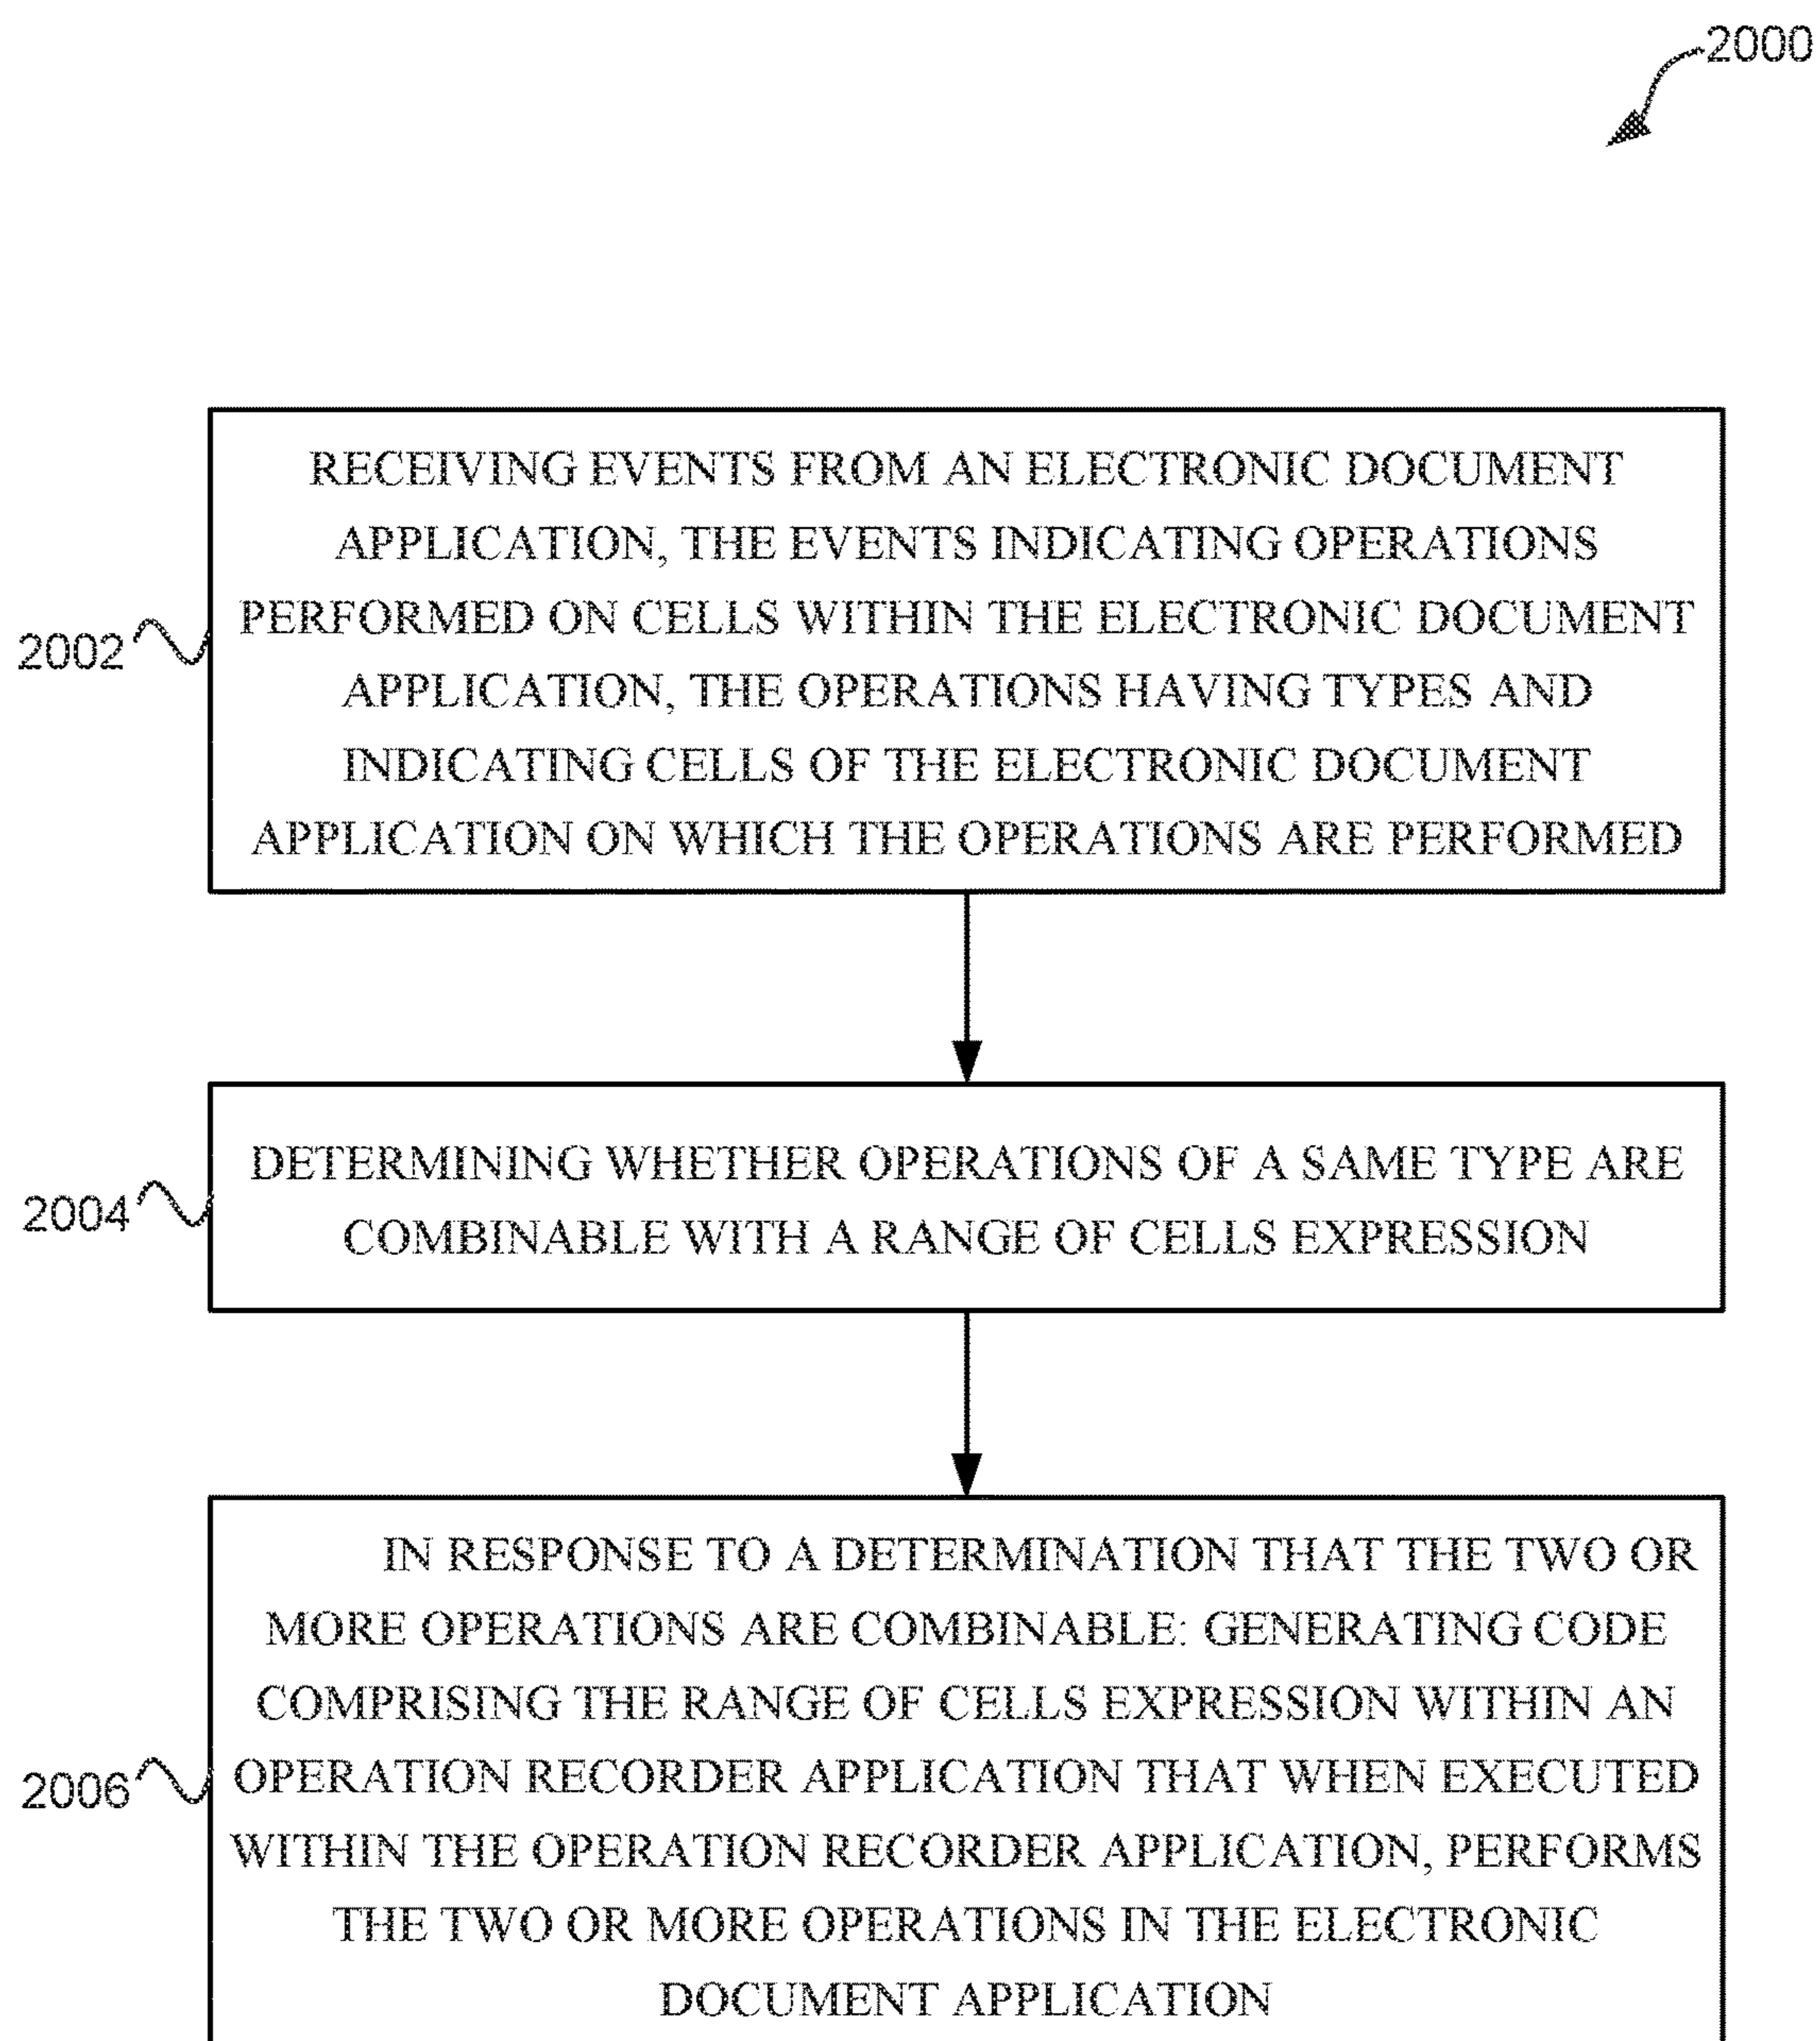 2000
RECEIVING EVENTS FROM AN ELECTRONIC DOCUMENT
APPLICATION, THE EVENTS INDICATING OPERATIONS
PERFORMED ON CELLS WITHIN THE ELECTRONIC DOCUMENT
APPLICATION, THE OPERATIONS HAVING TYPES AND
INDICATING CELLS OF THE ELECTRONIC DOCUMENT
APPLICATION ON WHICH THE OPERATIONS ARE PERFORMED
2002
DETERMINING WHETHER OPERATIONS OF A SAME TYPE ARE
COMBINABLE WITH A RANGE OF CELLS EXPRESSION
2004
IN RESPONSE TO A DETERMINATION THAT THE TWO OR
MORE OPERATIONS ARE COMBINABLE: GENERATING CODE
COMPRISING THE RANGE OF CELLS EXPRESSION WITHIN AN
OPERATION RECORDER APPLICATION THAT WHEN EXECUTED
WITHIN THE OPERATION RECORDER APPLICATION, PERFORMS
THE TWO OR MORE OPERATIONS IN THE ELECTRONIC
DOCUMENT APPLICATION
2006